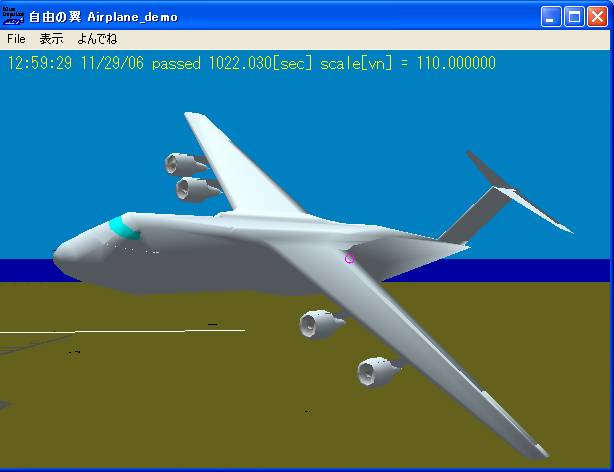 自由の翼 Airplane_demo
File 表示 よんでね
12:59:29 11/29/06 passed 1022.030[sec] scale[vn] = 110.000000